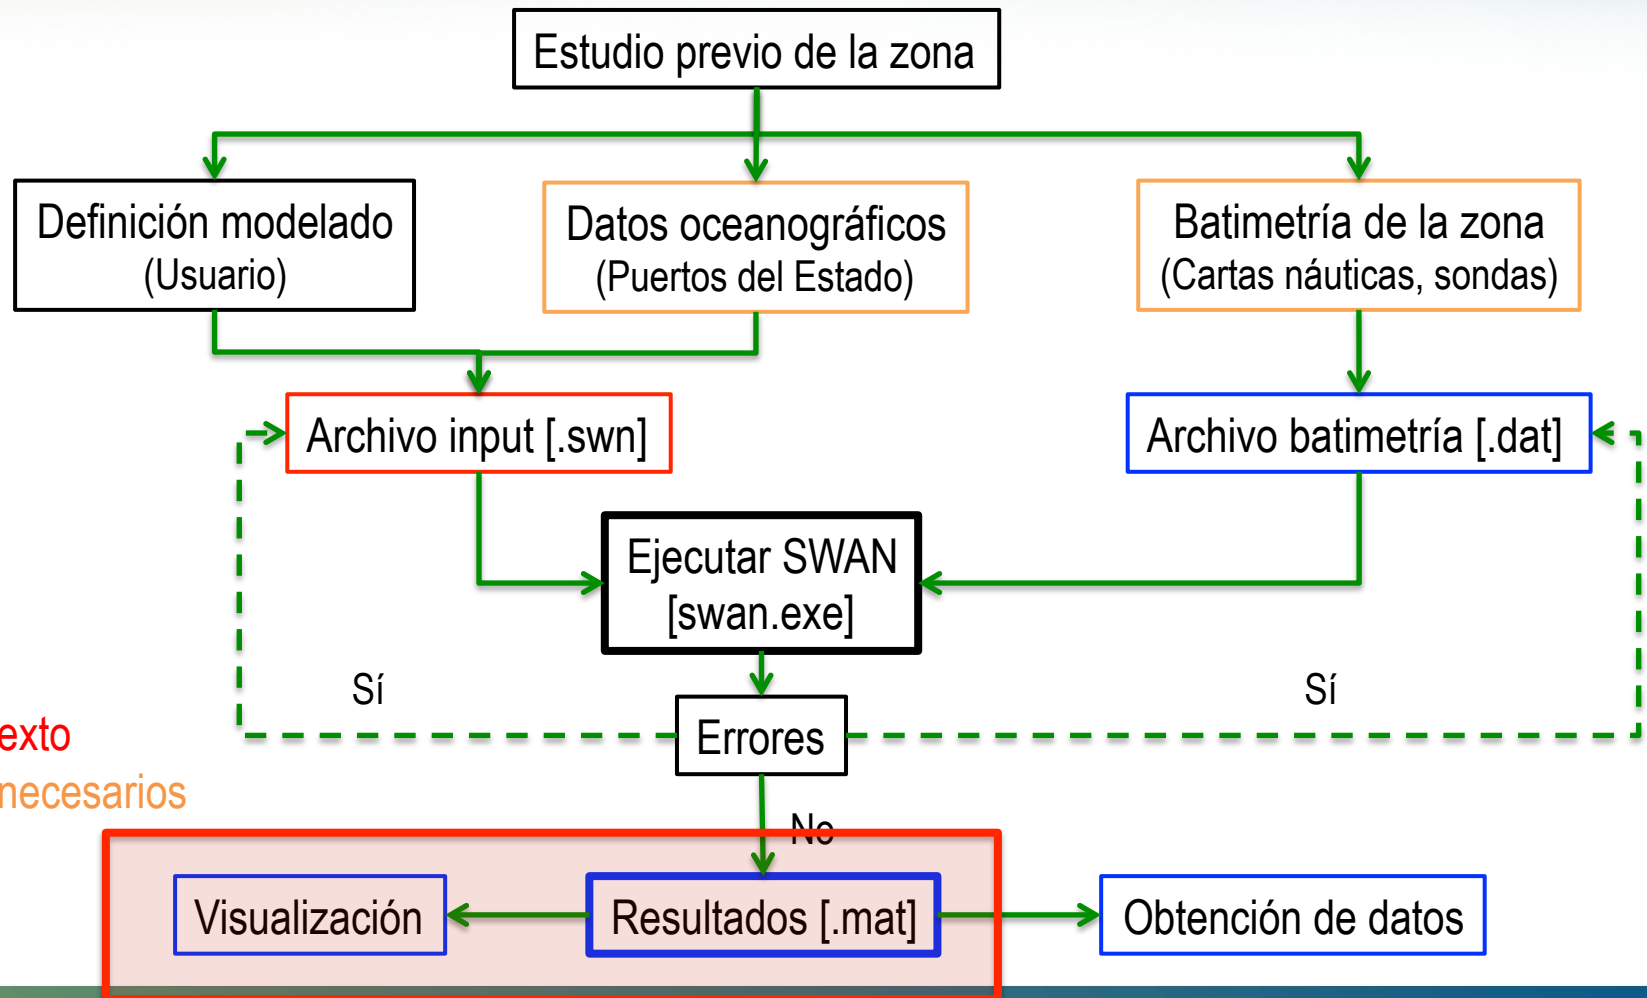 Estudio previo de la zona
Definición modelado
(Usuario)
Datos oceanográficos
(Puertos del Estado)
Batimetría de la zona
(Cartas náuticas, sondas)
Archivo input [.swn]
Archivo batimetría [.dat]
Ejecutar SWAN
[swan.exe]
Sí
Sí
Errores
necesarios
No
Visualización
Resultados [.mat]
Obtención de datos